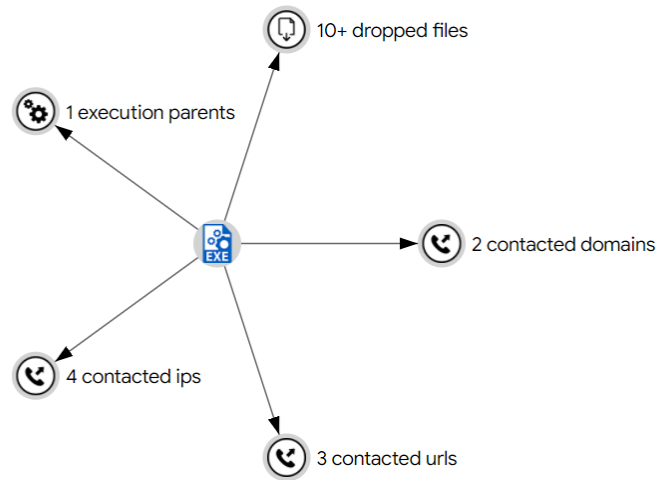 10+ dropped files
1 execution parents
EXE
2 contacted domains
4 contacted ips
3 contacted urls